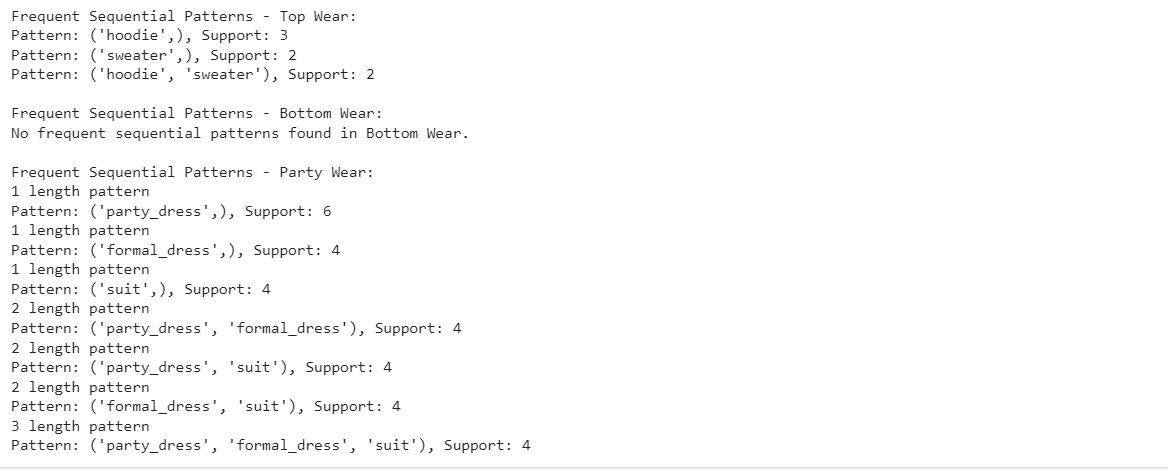 Frequent Sequential Patterns - Top Wear:
Pattern: ('hoodie',), Support: 3
Pattern: ('sweater',), Support: 2
Pattern: ('hoodie', 'sweater'), Support: 2
Frequent Sequential Patterns - Bottom Wear:
No frequent sequential patterns found in Bottom Wear.
Frequent Sequential Patterns - Party Wear:
1 length pattern
Pattern: ('party_dress',), Support: 6
1 length pattern
Pattern: ('formal_dress',), Support: 4
1 length pattern
Pattern: ('suit',), Support: 4
2 length pattern
Pattern: ('party_dress', 'formal_dress'), Support: 4
2 length pattern
Pattern: ('party_dress', 'suit'), Support: 4
2 length pattern
Pattern: ('formal_dress', 'suit'), Support: 4
3 length pattern
Pattern: ('party_dress', 'formal_dress', 'suit'), Support: 4